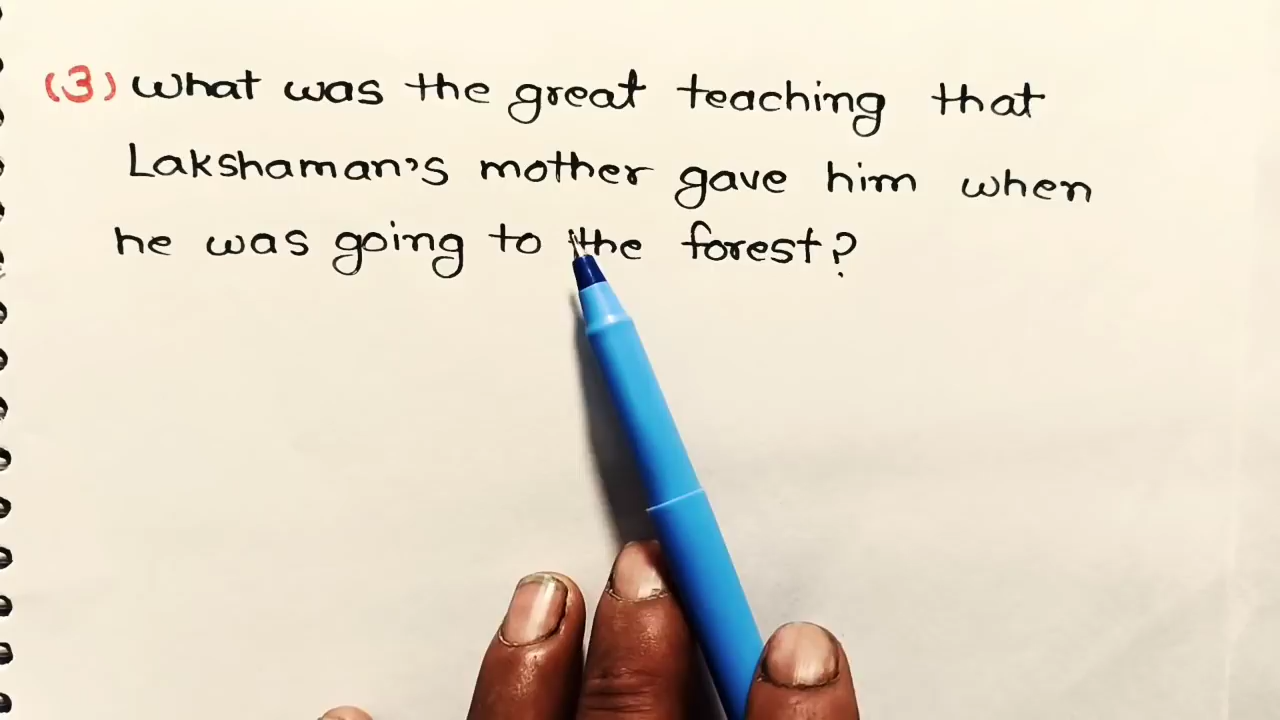 (3) What was the great teaching that
Lakshaman's mother gave him when
he was going to the forest?